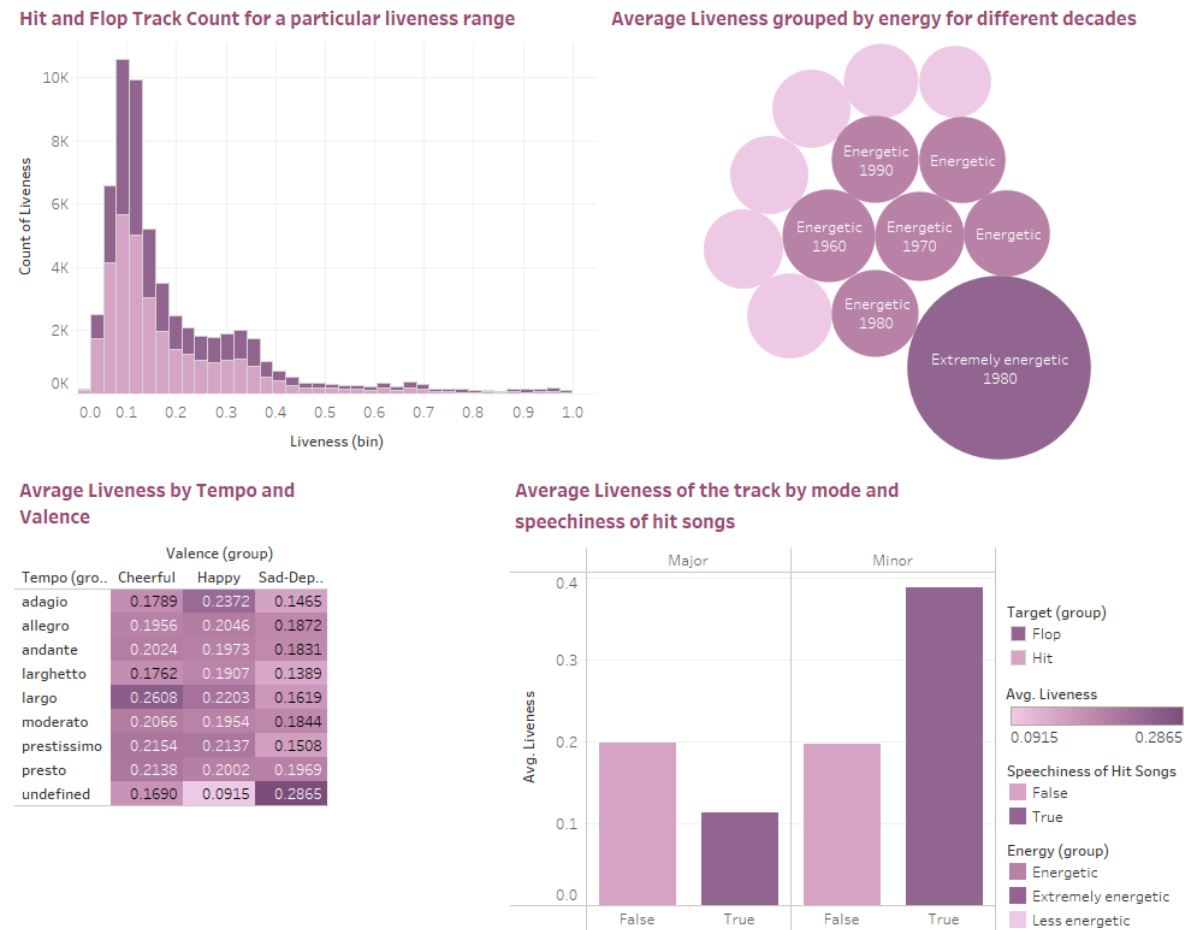 Hit and Flop Track Count for a particular liveness range
10K
8K
6K
4K
2K
0K
Count of Liveness
0.0 0.1 0.2 0.3 0.4 0.5 0.6 0.7 0.8 0.9 1.0
Liveness (bin)
Average Liveness grouped by energy for different decades
Energetic
1990
Energetic
Energetic
1960
Energetic
1970
Energetic
Energetic
1980
Extremely energetic
1980
Avrage Liveness by Tempo and
Valence
Valence (group)
Tempo (gro.. Cheerful Happy Sad-Dep..
adagio 0.1789 0.2372 0.1465
allegro 0.1956 0.2046 0.1872
andante 0.2024 0.1973 0.1831
larghetto 0.1762 0.1907 0.1389
largo 0.2608 0.2203 0.1619
moderato 0.2066 0.1954 0.1844
prestissimo 0.2154 0.2137 0.1508
presto 0.2138 0.2002 0.1969
undefined 0.1690 0.0915 0.2865
Average Liveness of the track by mode and
speechiness of hit songs
Major Minor
0.4
0.3
0.2
0.1
0.0
Avg. Liveness
False True False True
Target (group)
Flop
Hit
Avg. Liveness
0.0915 0.2865
Speechiness of Hit Songs
False
True
Energy (group)
Energetic
Extremely energetic
Less energetic